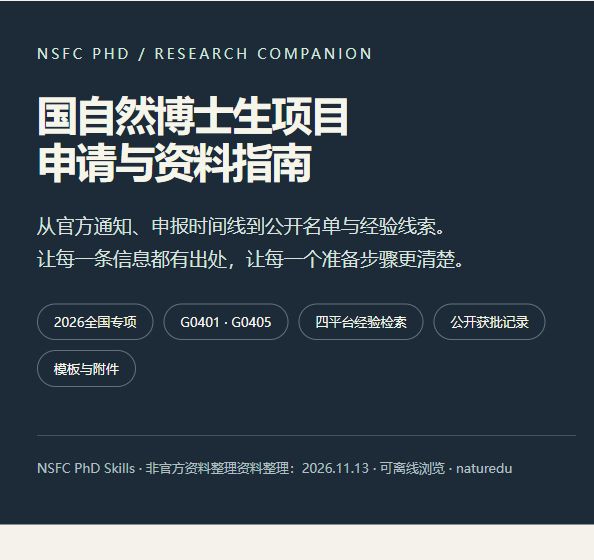 NSFC PHD / RESEARCH COMPANION
国自然博士生项目
申请与资料指南
从官方通知、申报时间线到公开名单与经验线索。
让每一条信息都有出处，让每一个准备步骤更清楚。
2026全国专项
G0401 · G0405
四平台经验检索
公开获批记录
模板与附件
NSFC PhD Skills · 非官方资料整理资料整理：2026.11.13 · 可离线浏览 · naturedu